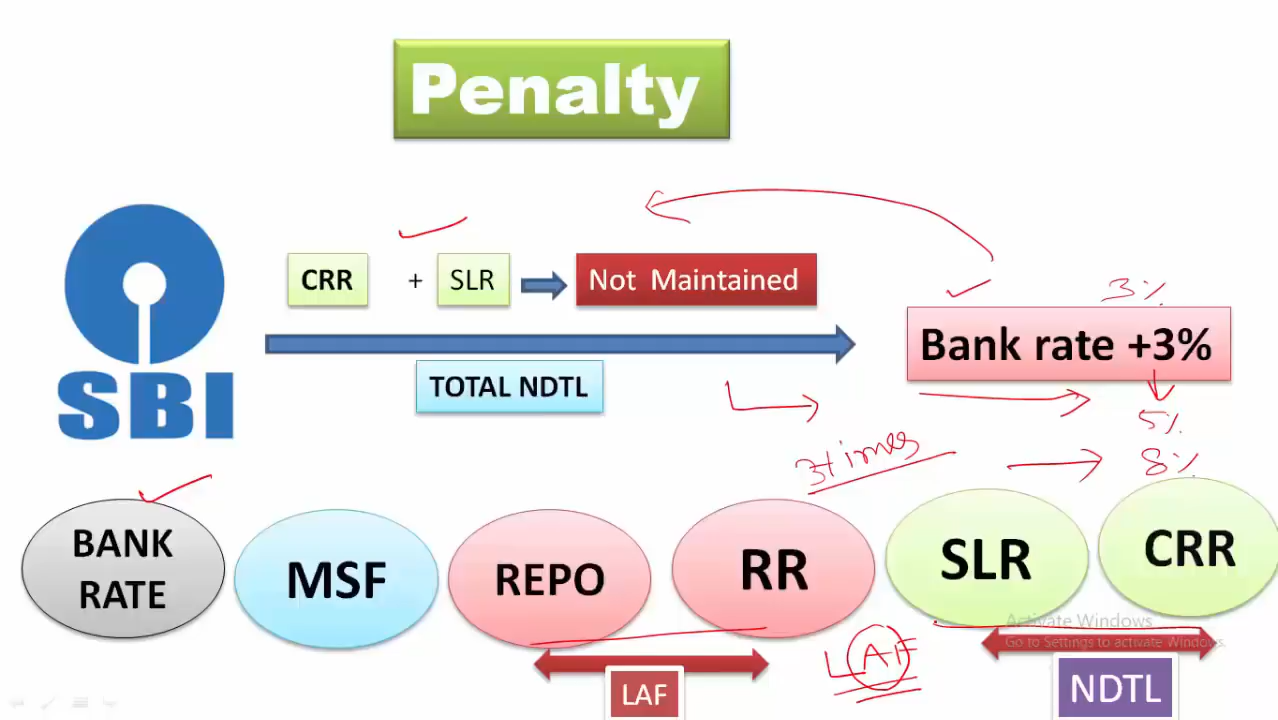 Penalty
CRR + SLR Not Maintained
3%
Bank rate +3%
TOTAL NDTL
SBI
5%
3times
8%
BANK
RATE
MSF
REPO
RR
SLR
CRR
Activate Windows
Go to Settings to activate Windows.
LAF
LAF
NDTL